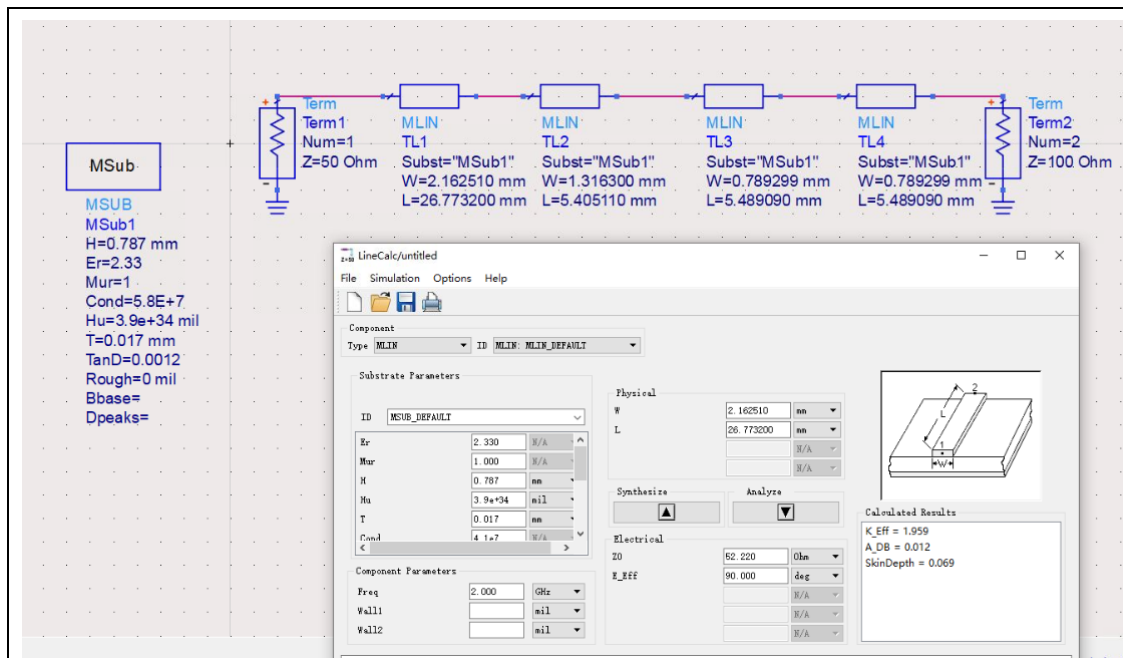 Term
Term1
Num=1
Z=50 Ohm
MLIN
TL1
Subst="MSub1"
W=2.162510 mm
L=26.773200 mm
MLIN
TL2
Subst="MSub1"
W=1.316300 mm
L=5.405110 mm
MLIN
TL3
Subst="MSub1"
W=0.789299 mm
L=5.489090 mm
MLIN
TL4
Subst="MSub1"
W=0.789299 mm
L=5.489090 mm
Term
Term2
Num=2
Z=100 Ohm
MSub
MSUB
MSub1
H=0.787 mm
Er=2.33
Mur=1
Cond=5.8E+7
Hu=3.9e+34 mil
T=0.017 mm
TanD=0.0012
Rough=0 mil
Bbase=
Dpeaks=
LineCalc/untitled
File Simulation Options Help
Component
Type MLIN ID MLIN: MLIN_DEFAULT
Substrate Parameters
ID MSUB_DEFAULT
Er 2.330 N/A
Mur 1.000 N/A
H 0.787 mm
Hu 3.9e+34 mil
T 0.017 mm
Cond 4.1e7 N/A
Component Parameters
Freq 2.000 GHz
Wall1 mil
Wall2 mil
Physical
W 2.162510 mm
L 26.773200 mm
N/A
N/A
Synthesize Analyze
Electrical
Z0 52.220 Ohm
E_Eff 90.000 deg
N/A
N/A
N/A
2
L
1
W
Calculated Results
K_Eff = 1.959
A_DB = 0.012
SkinDepth = 0.069